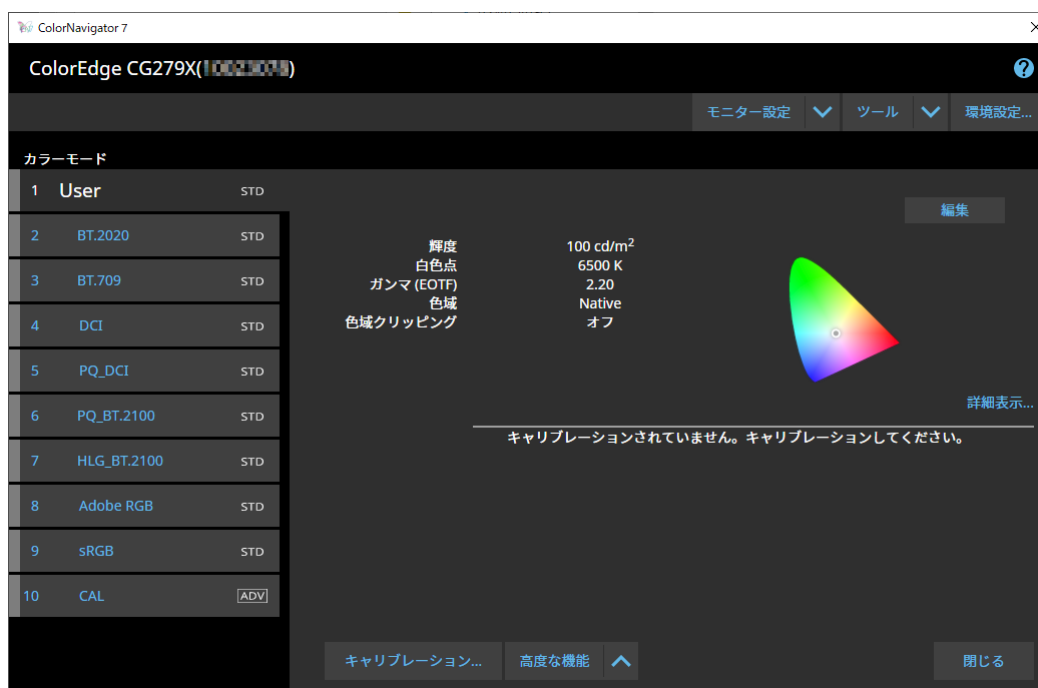 ColorNavigator 7
ColorEdge CG279X(
モニター設定 ツール 環境設定...
カラーモード
1 User STD
2 BT.2020 STD
3 BT.709 STD
4 DCI STD
5 PQ_DCI STD
6 PQ_BT.2100 STD
7 HLG_BT.2100 STD
8 Adobe RGB STD
9 sRGB STD
10 CAL ADV
編集
輝度 100 cd/m²
白色点 6500 K
ガンマ (EOTF) 2.20
色域 Native
色域クリッピング オフ
詳細表示...
キャリブレーションされていません。キャリブレーションしてください。
キャリブレーション... 高度な機能 閉じる